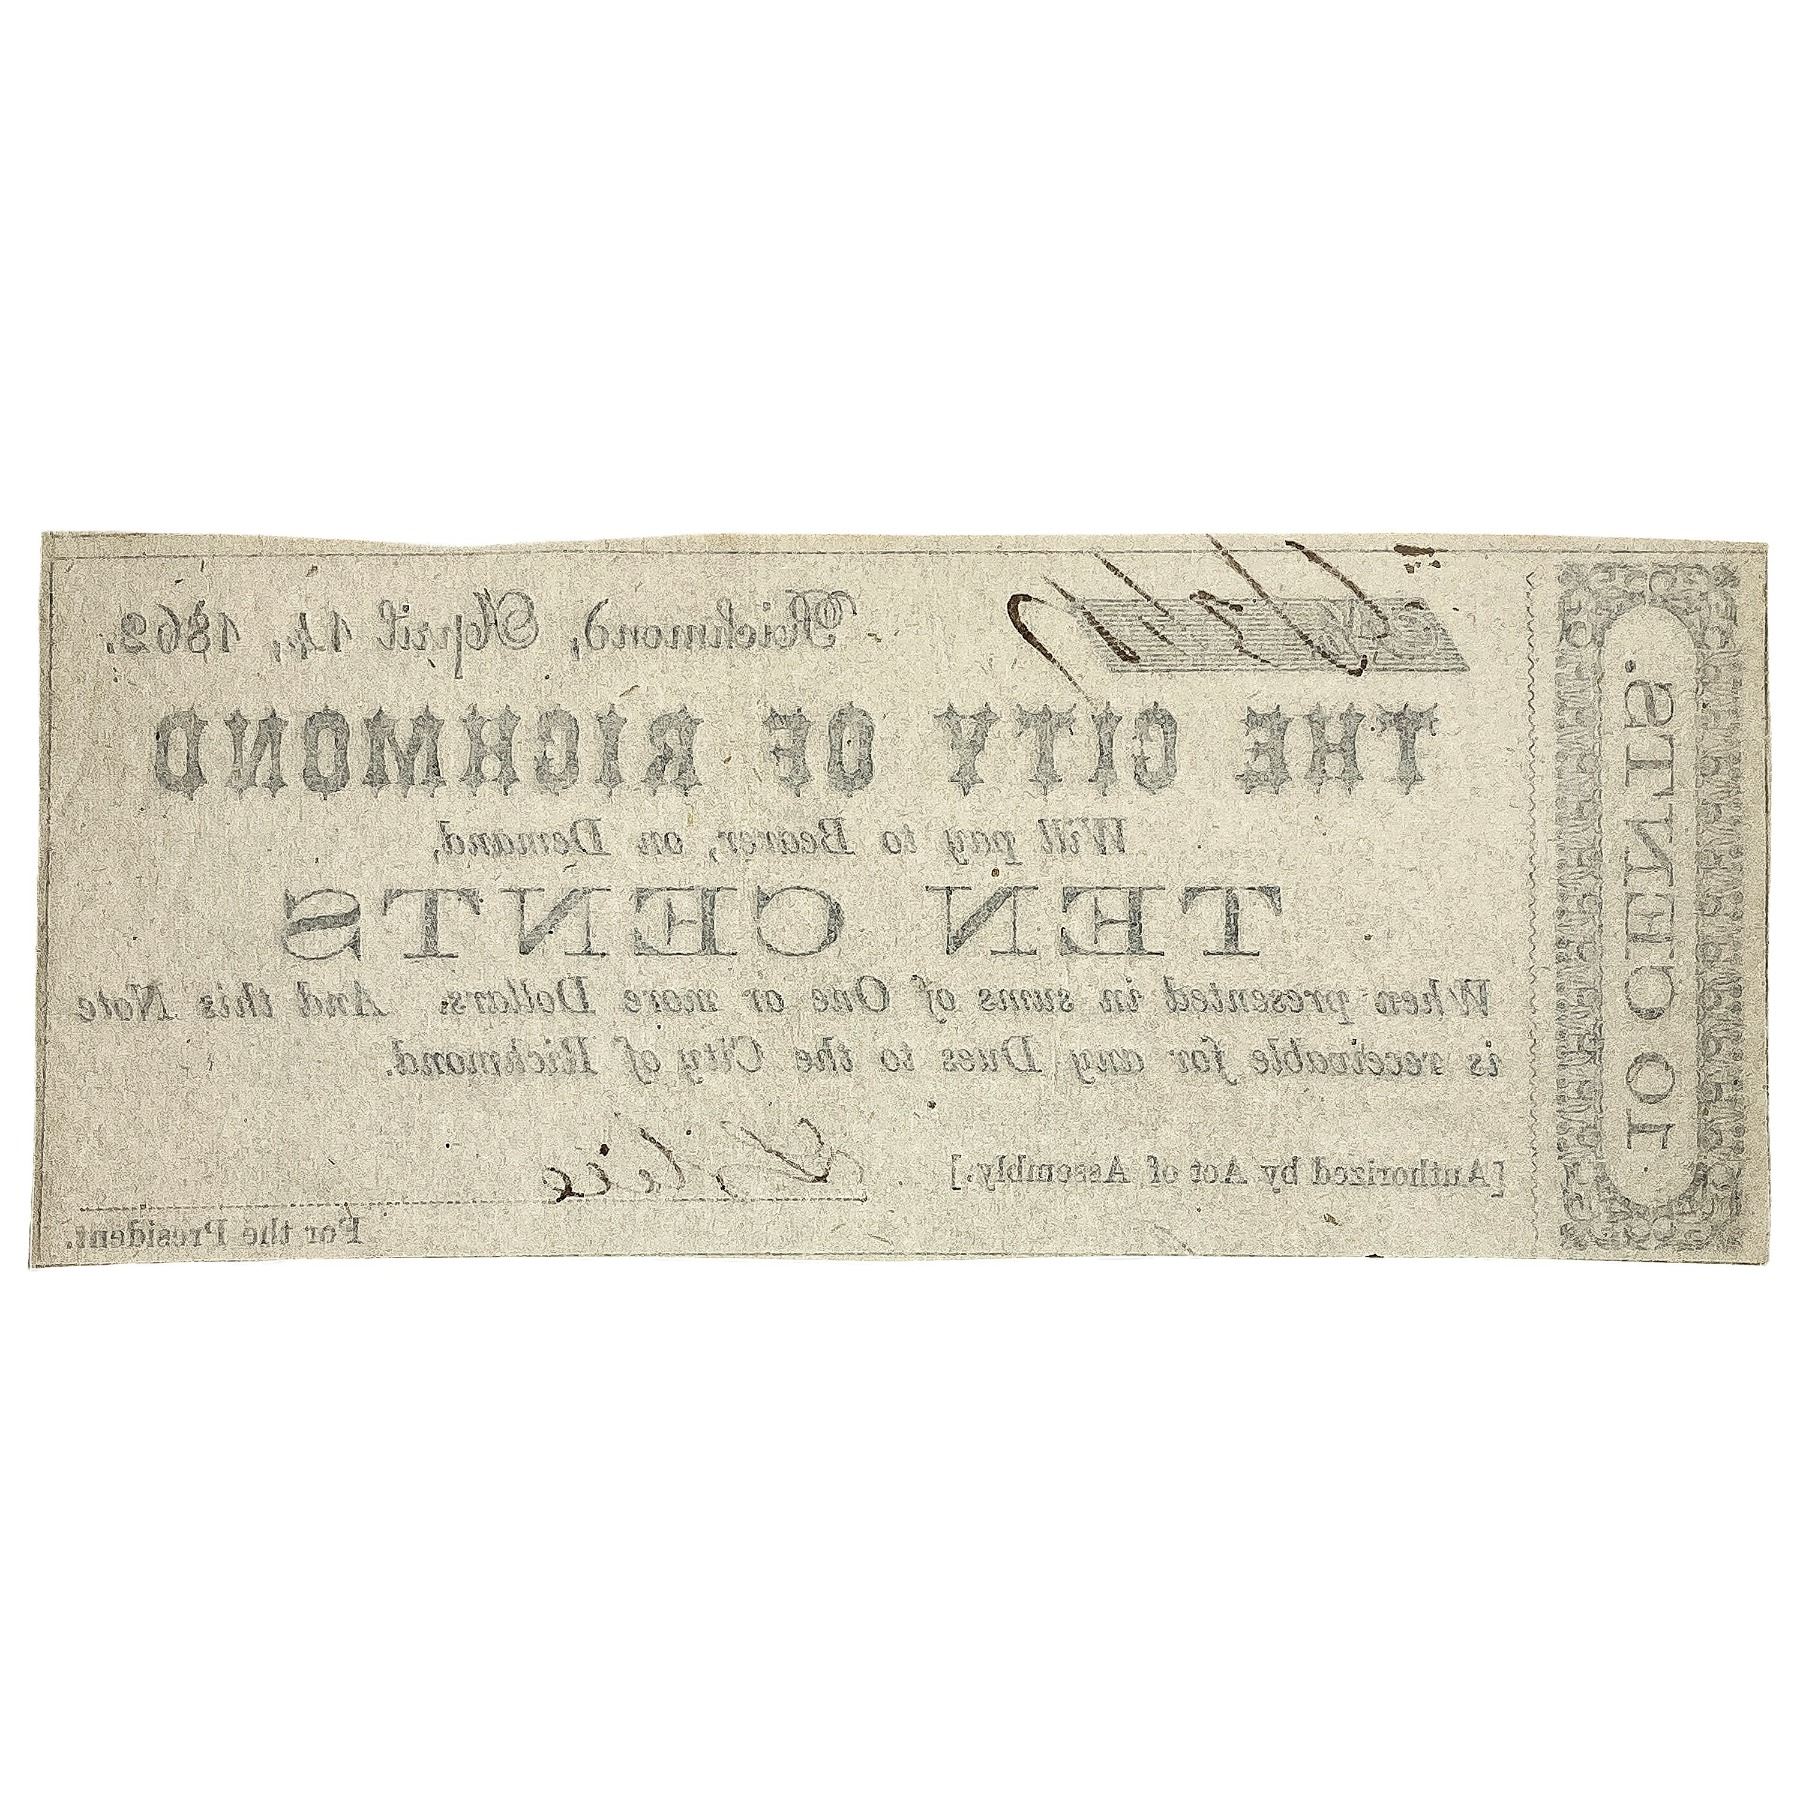 Richmond, April 14, 1862.
THE CITY OF RICHMOND
Will pay to Bearer, on Demand,
TEN CENTS
When presented in sums of One or more Dollars. And this Note
is receivable for any Dues to the City of Richmond.
[Authorized by Act of Assembly.]
For the President.
10 CENTS.